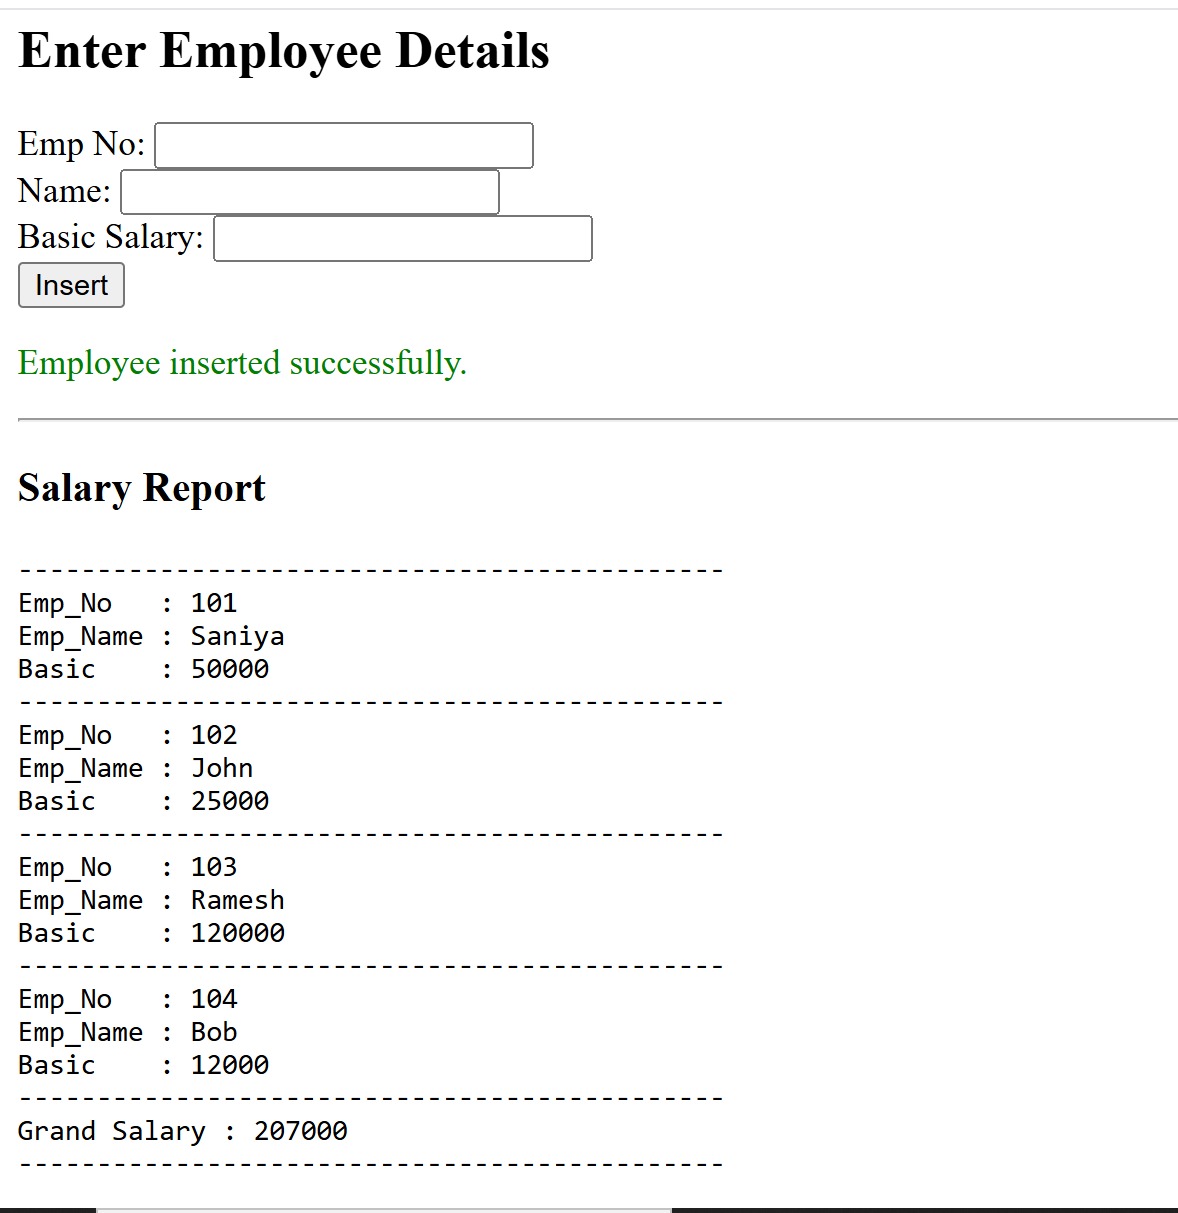 Enter Employee Details
Emp No:
Name:
Basic Salary:
Insert
Employee inserted successfully.
Salary Report
---------------------------------------------
Emp_No   : 101
Emp_Name : Saniya
Basic    : 50000
---------------------------------------------
Emp_No   : 102
Emp_Name : John
Basic    : 25000
---------------------------------------------
Emp_No   : 103
Emp_Name : Ramesh
Basic    : 120000
---------------------------------------------
Emp_No   : 104
Emp_Name : Bob
Basic    : 12000
---------------------------------------------
Grand Salary : 207000
---------------------------------------------